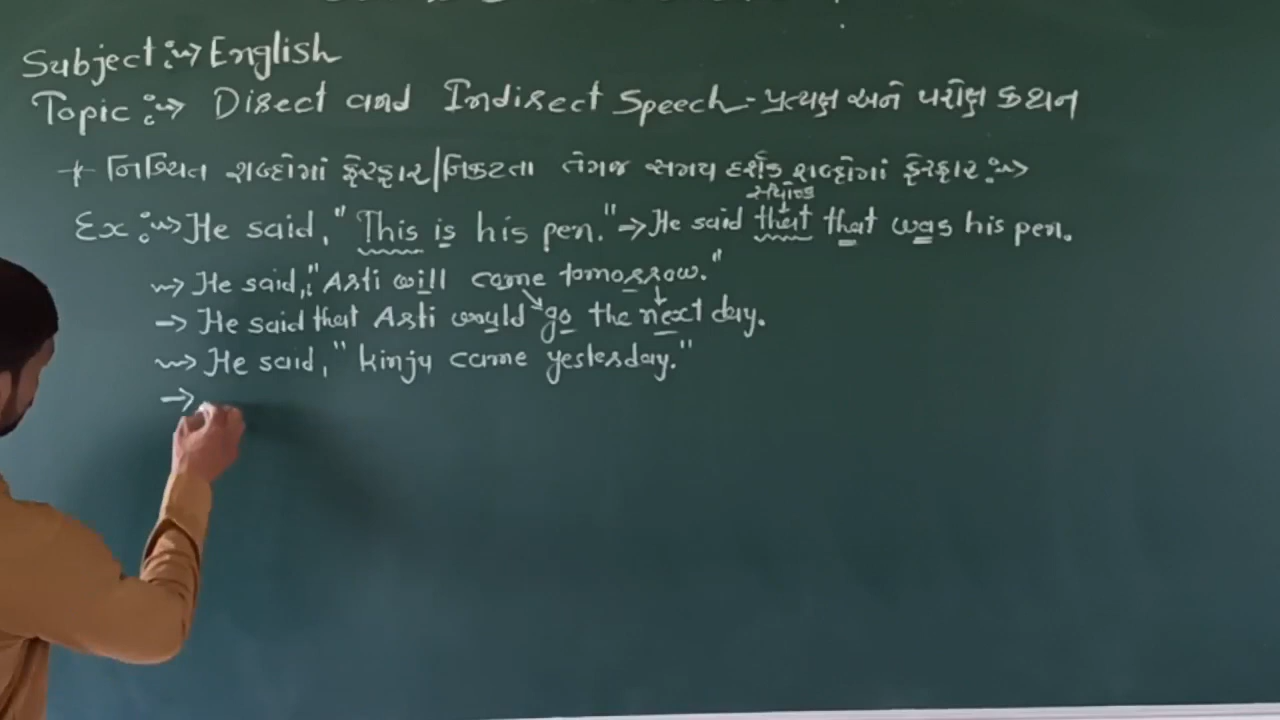 Subject :⇝ English
Topic :→ Direct and Indirect Speech - પ્રત્યક્ષ અને પરોક્ષ કથન
+ નિશ્ચિત શબ્દોમાં ફેરફાર/નિકટતા તેમજ સમય દર્શક શબ્દોમાં ફેરફાર :⇝
સંયોજક
Ex :⇝ He said, "This is his pen." → He said that that was his pen.
⇝ He said, "Arti will come tomorrow."
→ He said that Arti would go the next day.
⇝ He said, "kinju came yesterday."
→